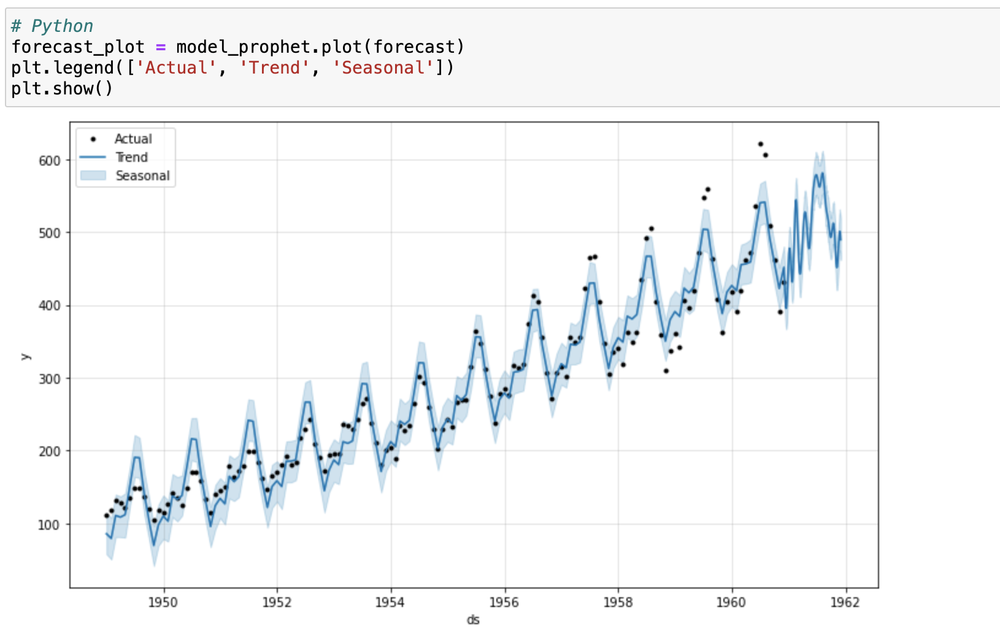 # Python
forecast_plot = model_prophet.plot(forecast)
plt.legend(['Actual', 'Trend', 'Seasonal'])
plt.show()
Actual
Trend
Seasonal
600
500
400
300
200
100
y
1950 1952 1954 1956 1958 1960 1962
ds